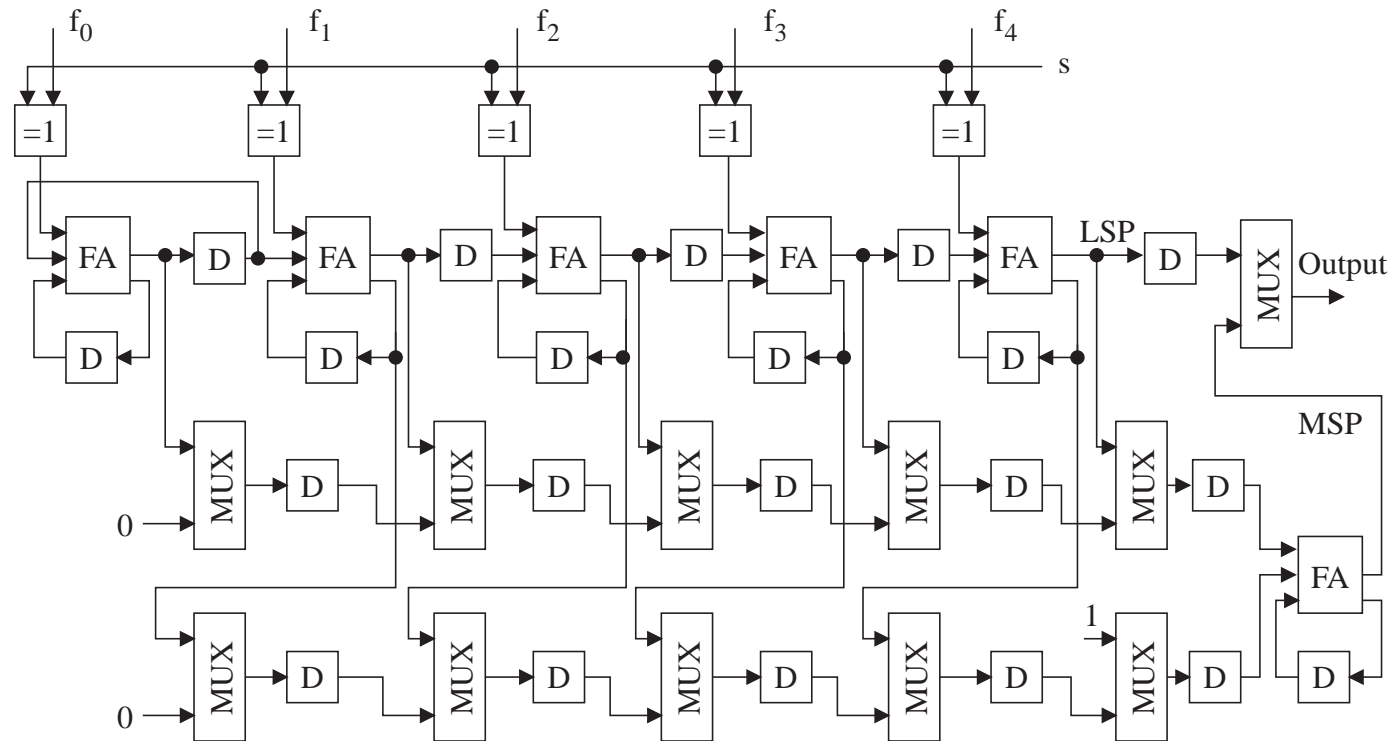 f0 f1 f2 f3 f4
s
=1 =1 =1 =1 =1
FA D FA D FA D FA D FA LSP D MUX Output
D D D D D
MSP
MUX D MUX D MUX D MUX D MUX D
0
FA
1
MUX D MUX D MUX D MUX D MUX D D
0